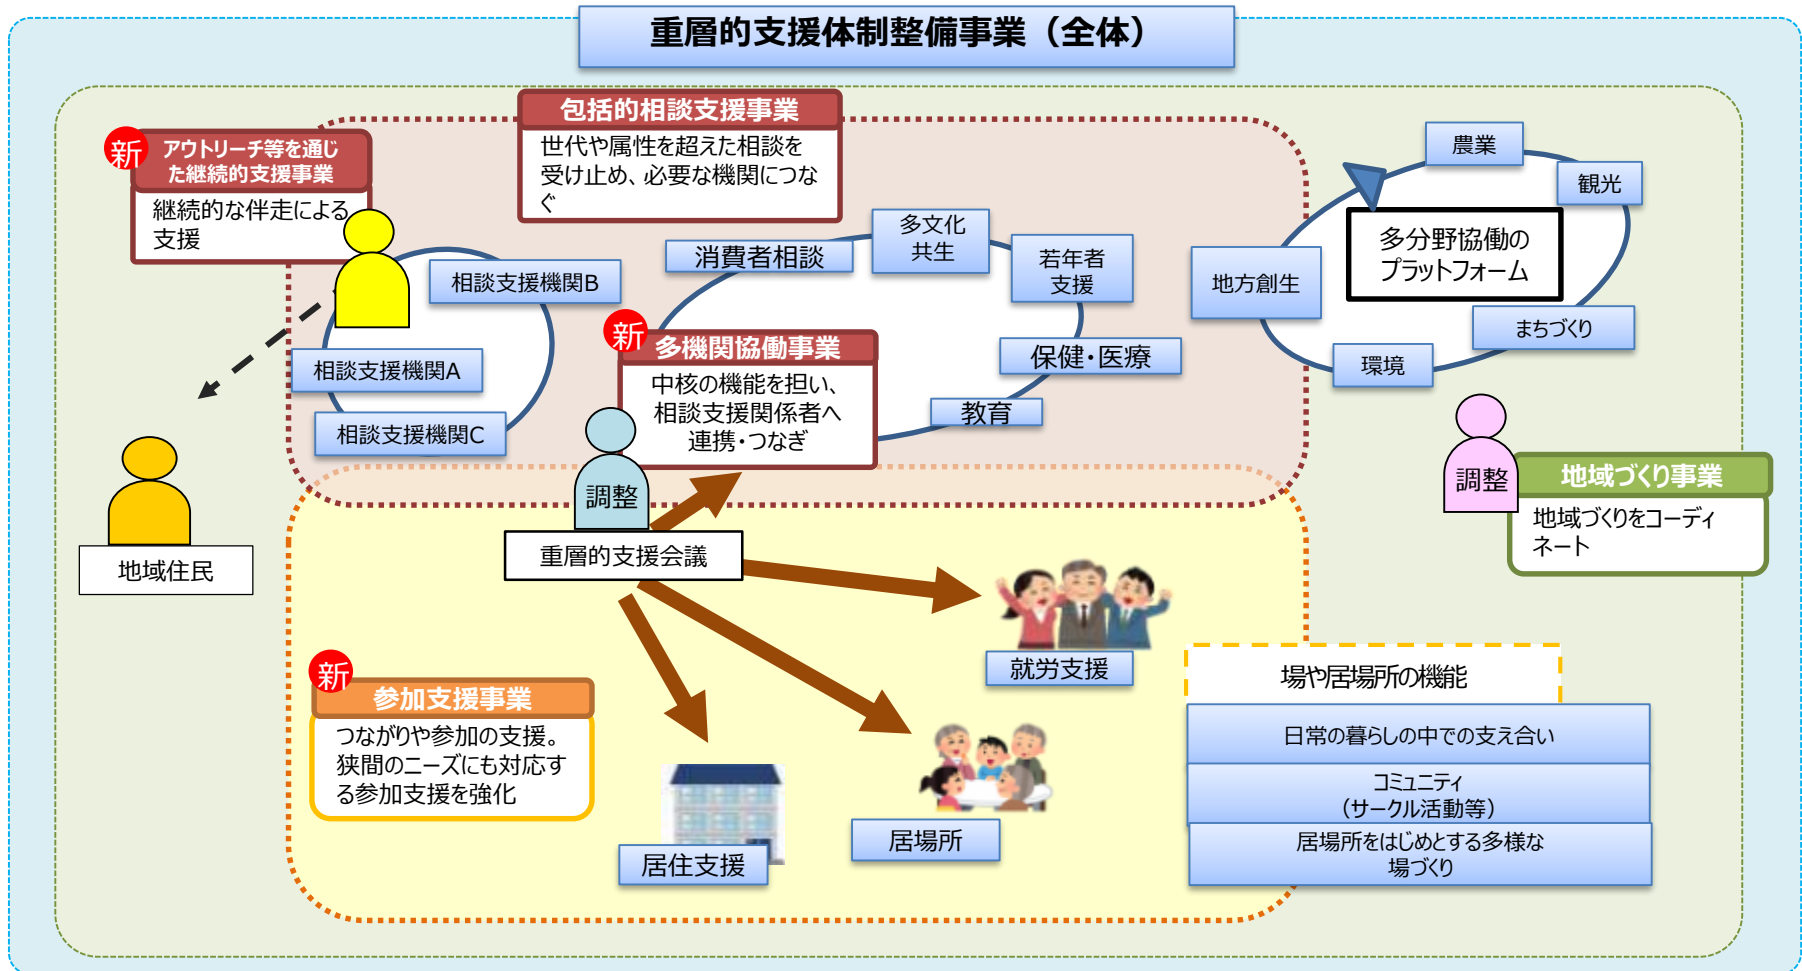 重層的支援体制整備事業（全体）
新
アウトリーチ等を通じ
た継続的支援事業
継続的な伴走による
支援
包括的相談支援事業
世代や属性を超えた相談を
受け止め、必要な機関につな
ぐ
相談支援機関B
相談支援機関A
相談支援機関C
消費者相談
多文化
共生
若年者
支援
保健・医療
教育
新
多機関協働事業
中核の機能を担い、
相談支援関係者へ
連携・つなぎ
調整
重層的支援会議
農業
観光
地方創生
多分野協働の
プラットフォーム
まちづくり
環境
調整
地域づくり事業
地域づくりをコーディ
ネート
地域住民
新
参加支援事業
つながりや参加の支援。
狭間のニーズにも対応す
る参加支援を強化
就労支援
居場所
居住支援
場や居場所の機能
日常の暮らしの中での支え合い
コミュニティ
（サークル活動等）
居場所をはじめとする多様な
場づくり